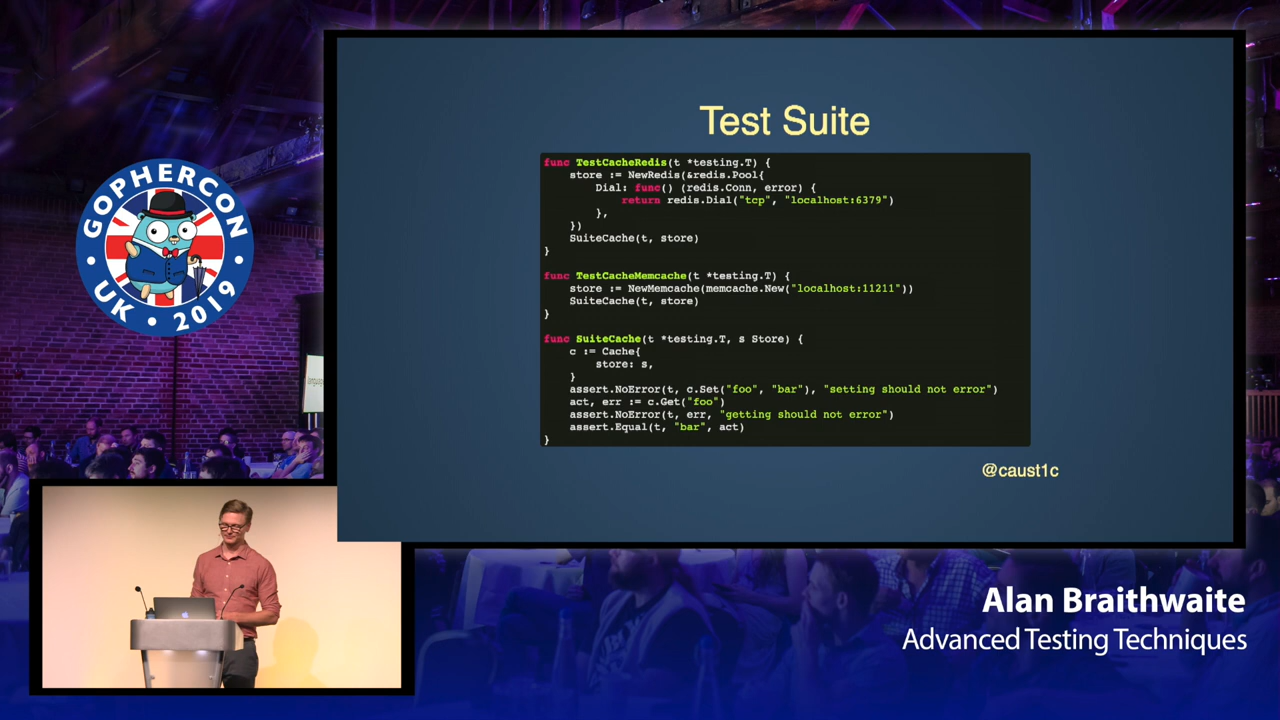 GOPHERCON
UK • 2019
Test Suite
func TestCacheRedis(t *testing.T) {
    store := NewRedis(&redis.Pool{
        Dial: func() (redis.Conn, error) {
            return redis.Dial("tcp", "localhost:6379")
        },
    })
    SuiteCache(t, store)
}
func TestCacheMemcache(t *testing.T) {
    store := NewMemcache(memcache.New("localhost:11211"))
    SuiteCache(t, store)
}
func SuiteCache(t *testing.T, s Store) {
    c := Cache{
        store: s,
    }
    assert.NoError(t, c.Set("foo", "bar"), "setting should not error")
    act, err := c.Get("foo")
    assert.NoError(t, err, "getting should not error")
    assert.Equal(t, "bar", act)
}
@caust1c
Alan Braithwaite
Advanced Testing Techniques